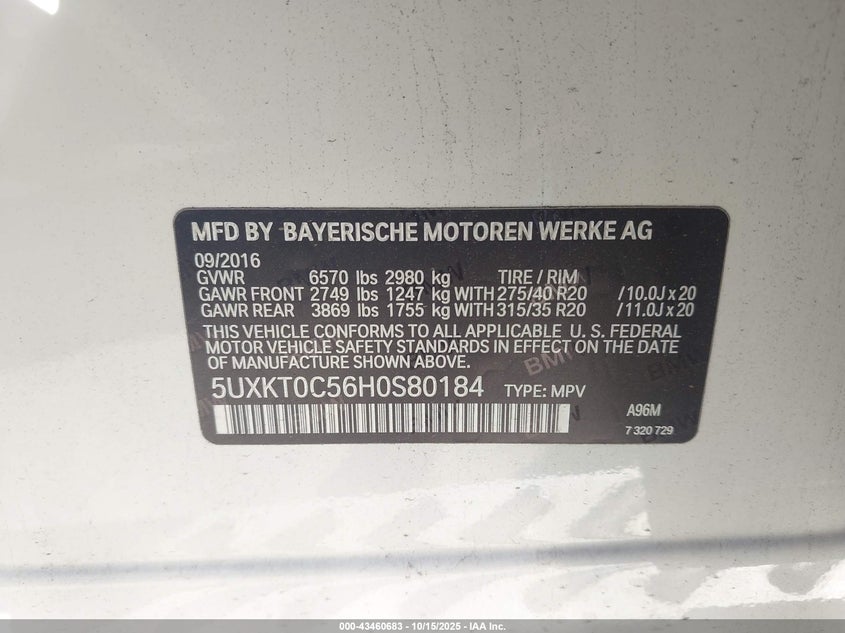 MFD BY BAYERISCHE MOTOREN WERKE AG
09/2016
GVWR 6570 lbs 2980 kg TIRE / RIM
GAWR FRONT 2749 lbs 1247 kg WITH 275/40 R20 /10.0J x 20
GAWR REAR 3869 lbs 1755 kg WITH 315/35 R20 /11.0J x 20
THIS VEHICLE CONFORMS TO ALL APPLICABLE U. S. FEDERAL
MOTOR VEHICLE SAFETY STANDARDS IN EFFECT ON THE DATE
OF MANUFACTURE SHOWN ABOVE.
5UXKT0C56H0S80184 TYPE: MPV
A96M
7 320 729
000-43460683 - 10/15/2025 - IAA Inc.